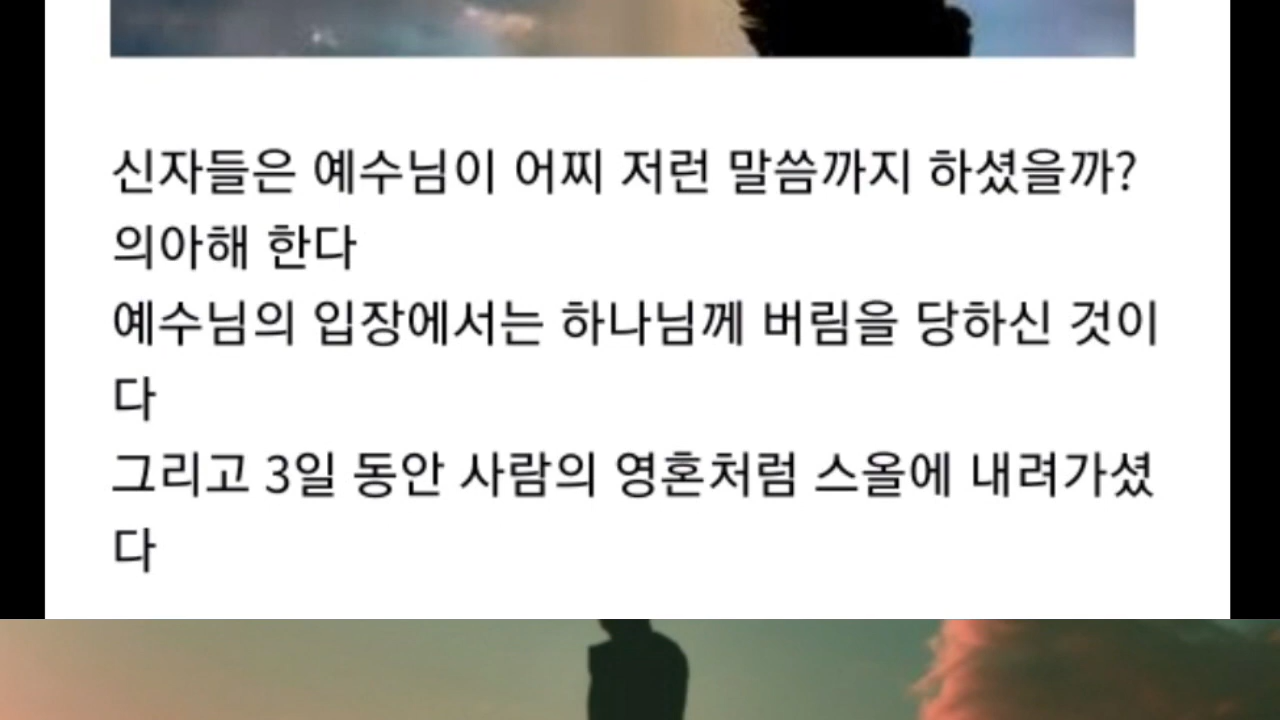 신자들은 예수님이 어찌 저런 말씀까지 하셨을까?
의아해 한다
예수님의 입장에서는 하나님께 버림을 당하신 것이
다
그리고 3일 동안 사람의 영혼처럼 스올에 내려가셨
다